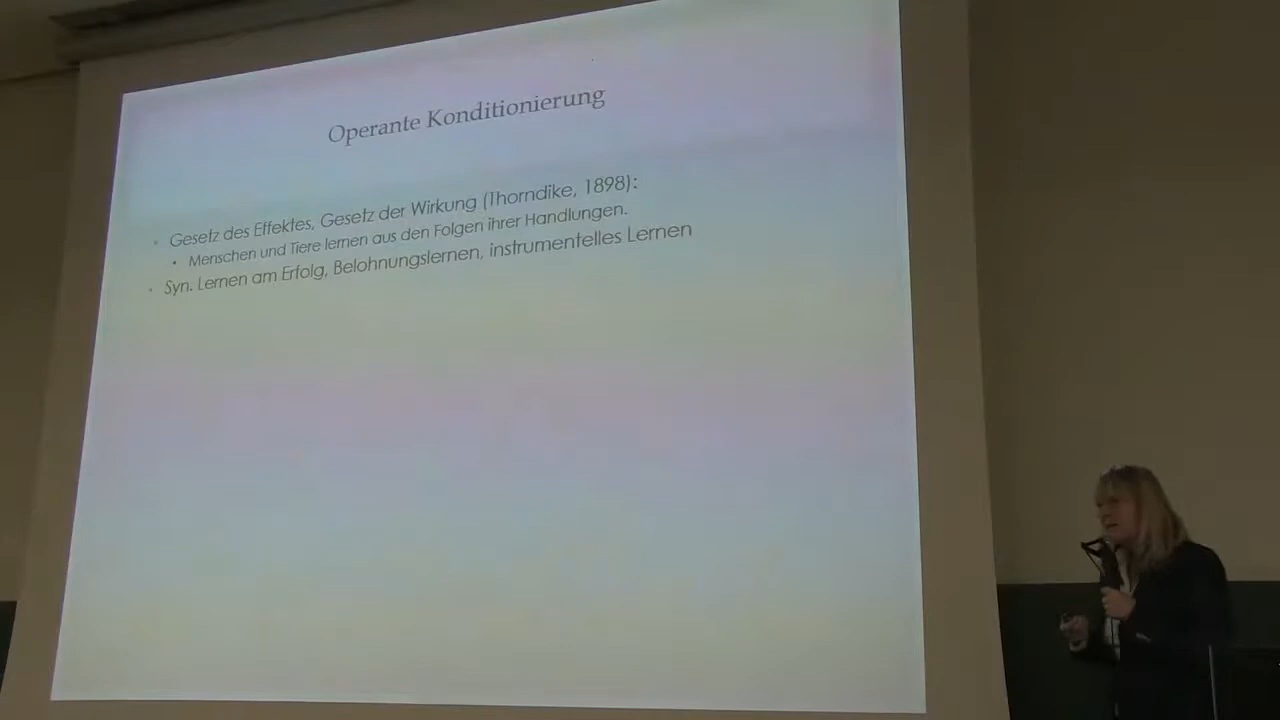 Operante Konditionierung
Gesetz des Effektes, Gesetz der Wirkung (Thorndike, 1898):
Menschen und Tiere lernen aus den Folgen ihrer Handlungen.
Syn. Lernen am Erfolg, Belohnungslernen, instrumentelles Lernen